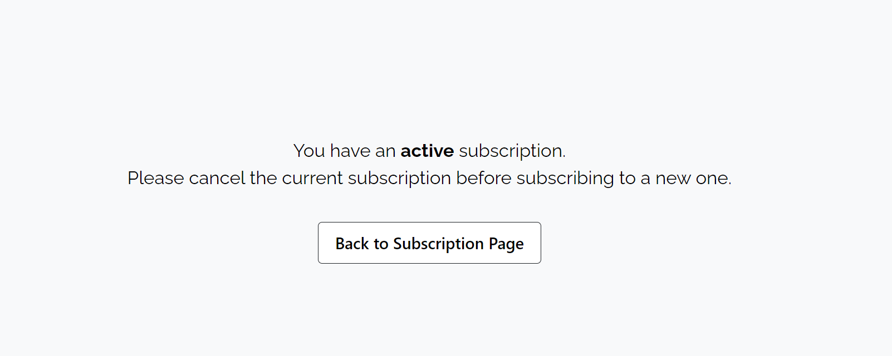 You have an active subscription.
Please cancel the current subscription before subscribing to a new one.
Back to Subscription Page